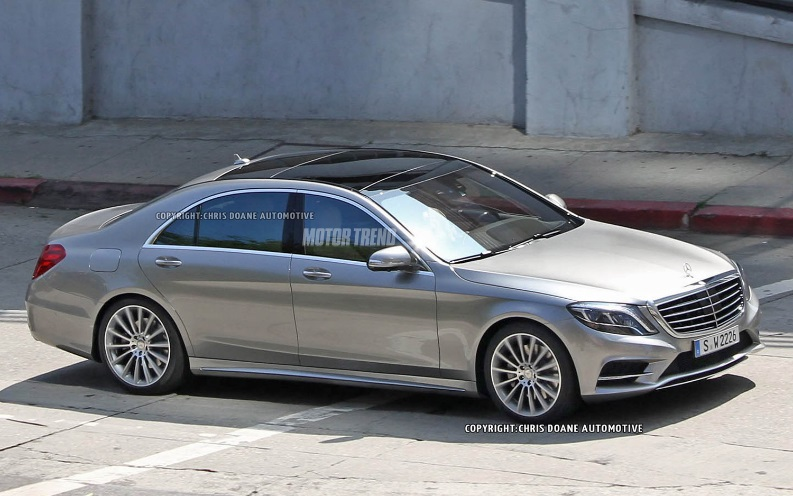 COPYRIGHT: CHRIS DOANE AUTOMOTIVE
MOTOR TREND
S·W 2226
COPYRIGHT: CHRIS DOANE AUTOMOTIVE